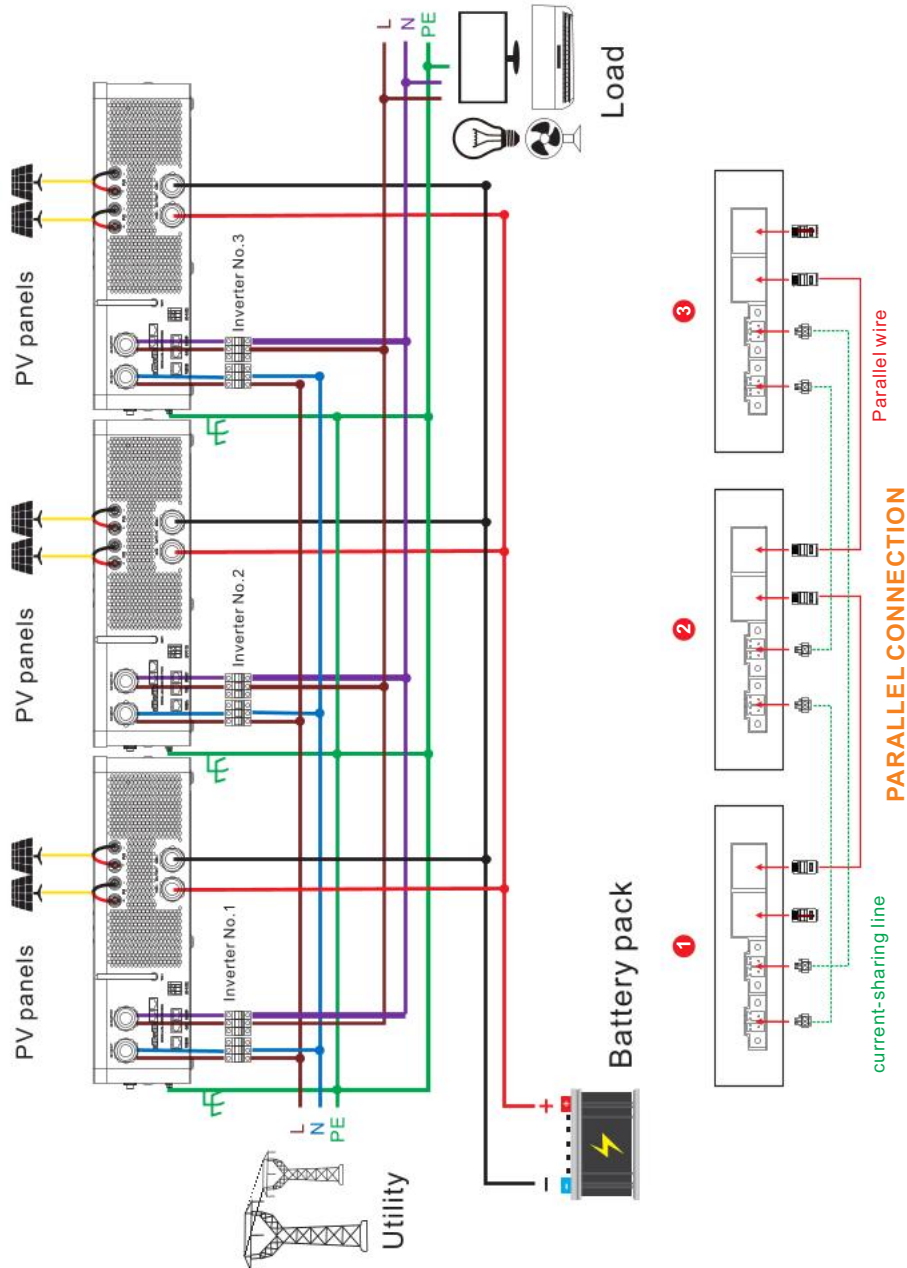 PV panels
PV panels
PV panels
Inverter No.1
Inverter No.2
Inverter No.3
L
N
PE
L
N
PE
Utility
Load
+
−
Battery pack
1
2
3
current-sharing line
Parallel wire
PARALLEL CONNECTION